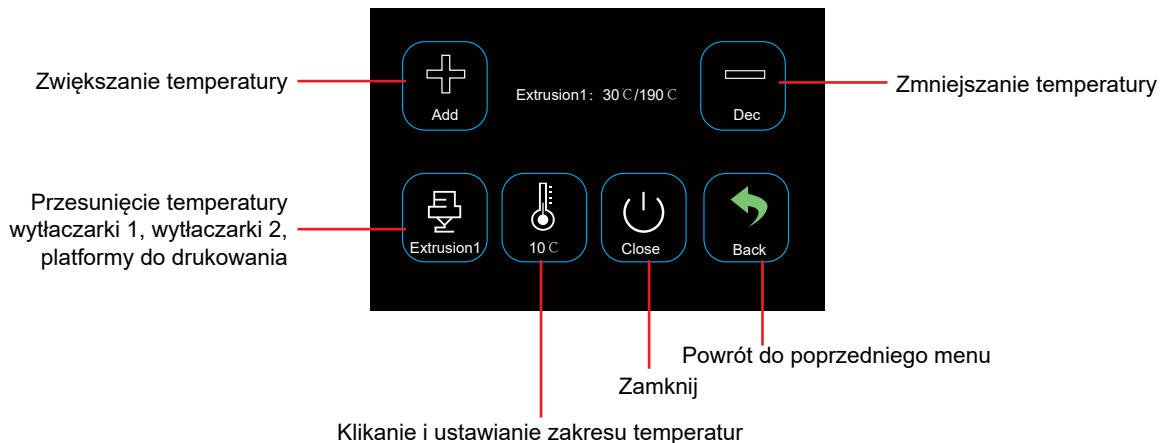 Zwiększanie temperatury
Add
Extrusion1: 30℃/190℃
Dec
Zmniejszanie temperatury
Przesunięcie temperatury
wytłaczarki 1, wytłaczarki 2,
platformy do drukowania
Extrusion1
10℃
Close
Back
Powrót do poprzedniego menu
Zamknij
Klikanie i ustawianie zakresu temperatur